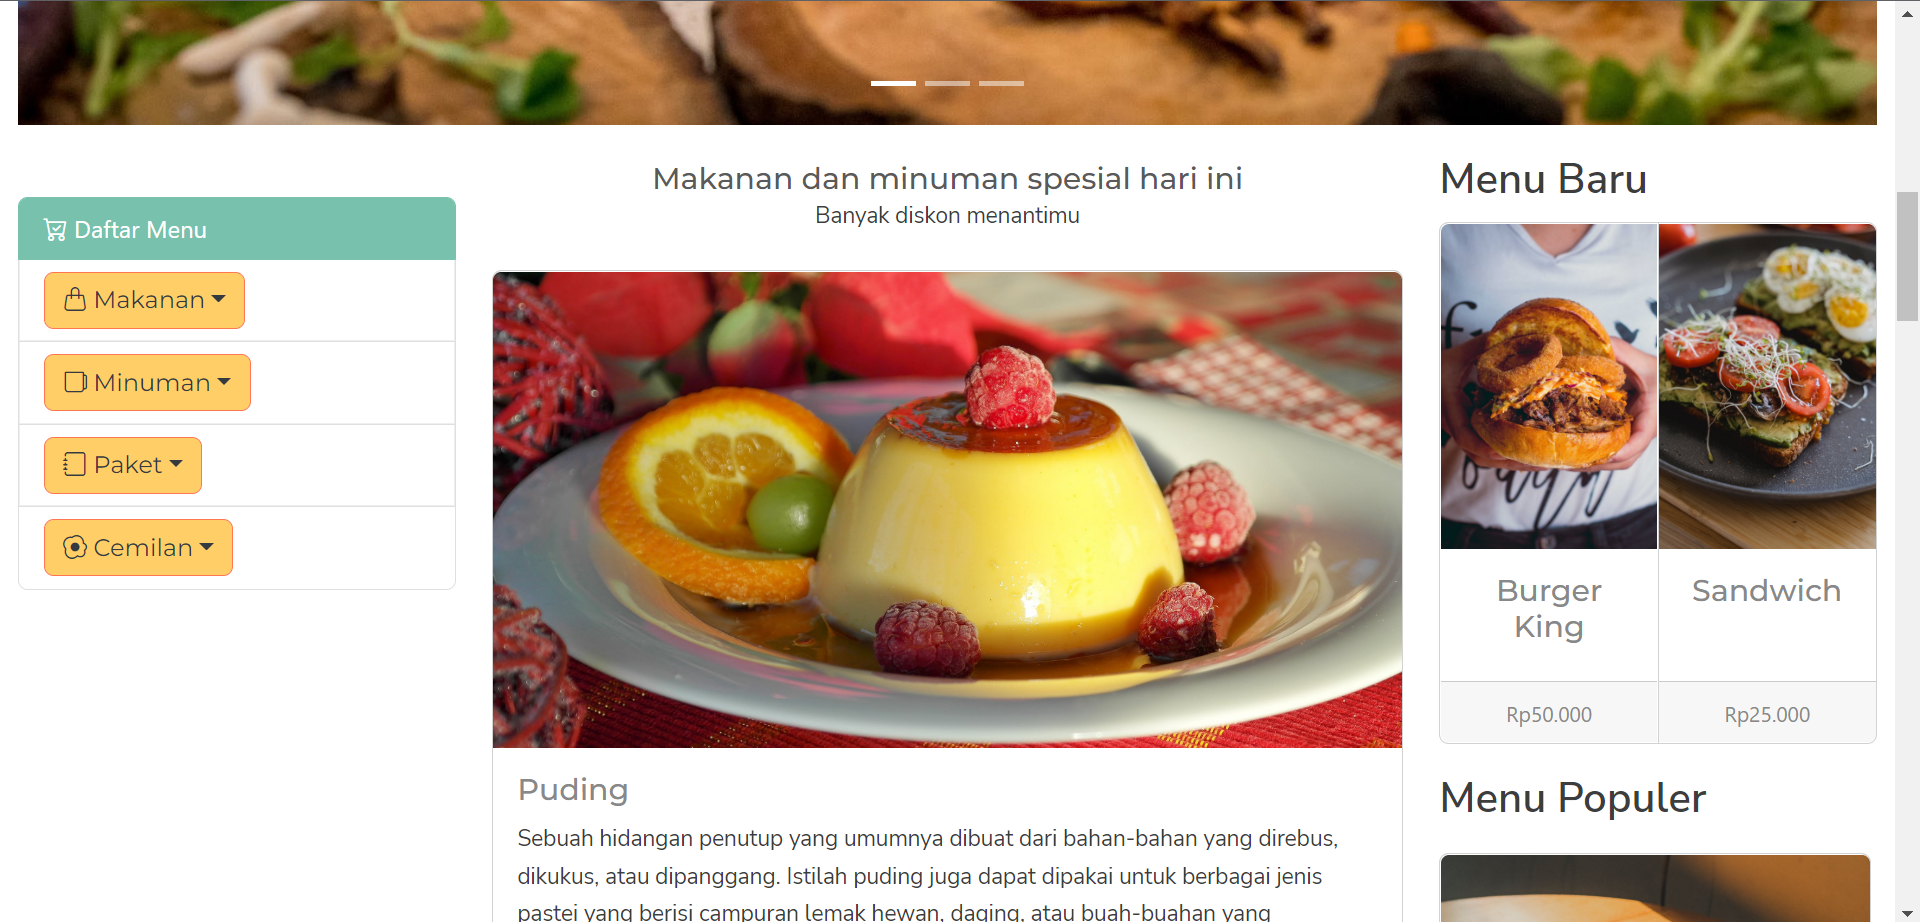 Daftar Menu
Makanan
Minuman
Paket
Cemilan
Makanan dan minuman spesial hari ini
Banyak diskon menantimu
Puding
Sebuah hidangan penutup yang umumnya dibuat dari bahan-bahan yang direbus,
dikukus, atau dipanggang. Istilah puding juga dapat dipakai untuk berbagai jenis
pastei yang berisi campuran lemak hewan, daging, atau buah-buahan yang
Menu Baru
Burger
King
Sandwich
Rp50.000
Rp25.000
Menu Populer